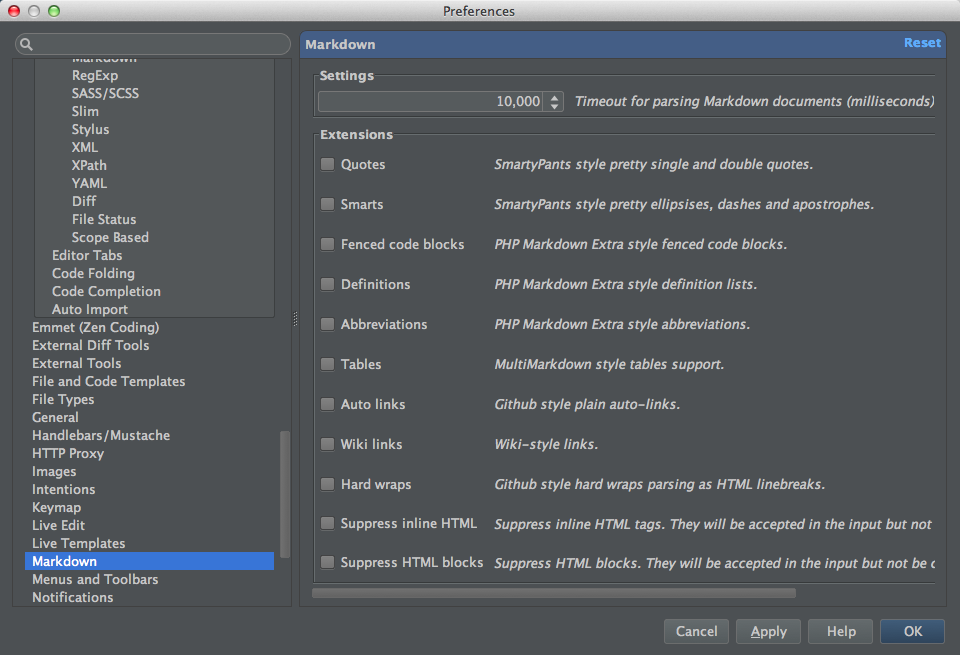 Preferences
Markdown
RegExp
SASS/SCSS
Slim
Stylus
XML
XPath
YAML
Diff
File Status
Scope Based
Editor Tabs
Code Folding
Code Completion
Auto Import
Emmet (Zen Coding)
External Diff Tools
External Tools
File and Code Templates
File Types
General
Handlebars/Mustache
HTTP Proxy
Images
Intentions
Keymap
Live Edit
Live Templates
Markdown
Menus and Toolbars
Notifications
Markdown Reset
Settings
10,000 Timeout for parsing Markdown documents (milliseconds)
Extensions
Quotes SmartyPants style pretty single and double quotes.
Smarts SmartyPants style pretty ellipsises, dashes and apostrophes.
Fenced code blocks PHP Markdown Extra style fenced code blocks.
Definitions PHP Markdown Extra style definition lists.
Abbreviations PHP Markdown Extra style abbreviations.
Tables MultiMarkdown style tables support.
Auto links Github style plain auto-links.
Wiki links Wiki-style links.
Hard wraps Github style hard wraps parsing as HTML linebreaks.
Suppress inline HTML Suppress inline HTML tags. They will be accepted in the input but not
Suppress HTML blocks Suppress HTML blocks. They will be accepted in the input but not be
Cancel Apply Help OK